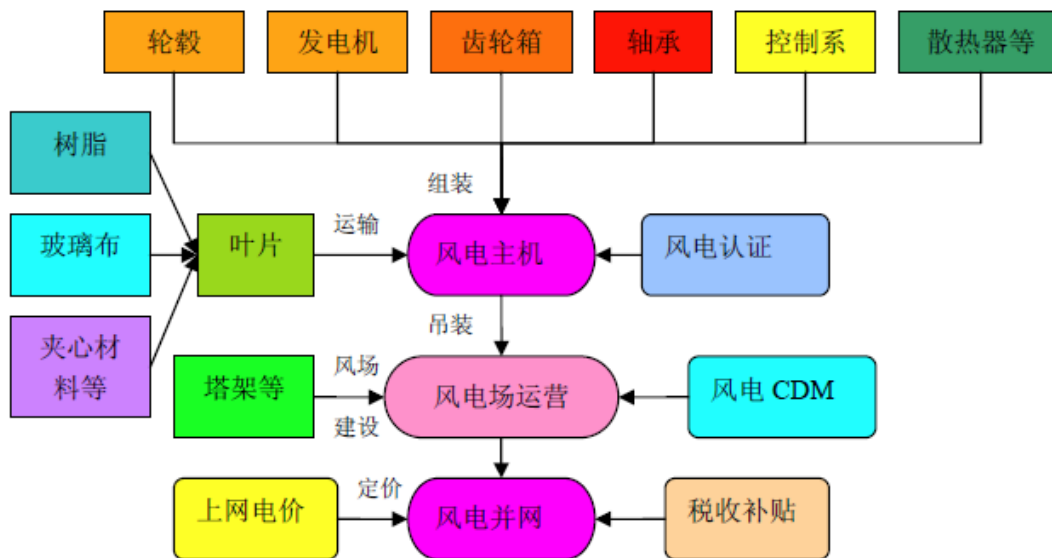 轮毂
发电机
齿轮箱
轴承
控制系
散热器等
树脂
组装
玻璃布
叶片
运输
风电主机
风电认证
吊装
夹心材
料等
塔架等
风场
建设
风电场运营
风电 CDM
上网电价
定价
风电并网
税收补贴